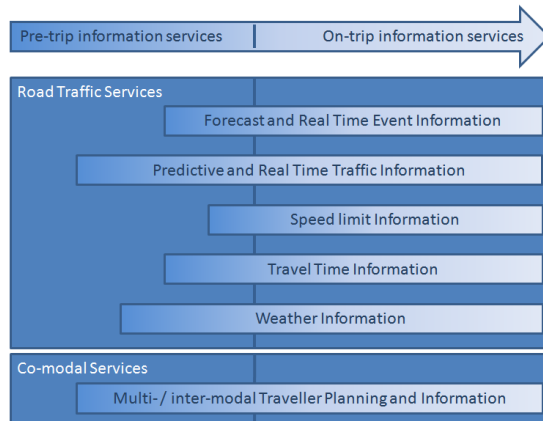 Pre-trip information services
On-trip information services
Road Traffic Services
Forecast and Real Time Event Information
Predictive and Real Time Traffic Information
Speed limit Information
Travel Time Information
Weather Information
Co-modal Services
Multi-/ inter-modal Traveller Planning and Information